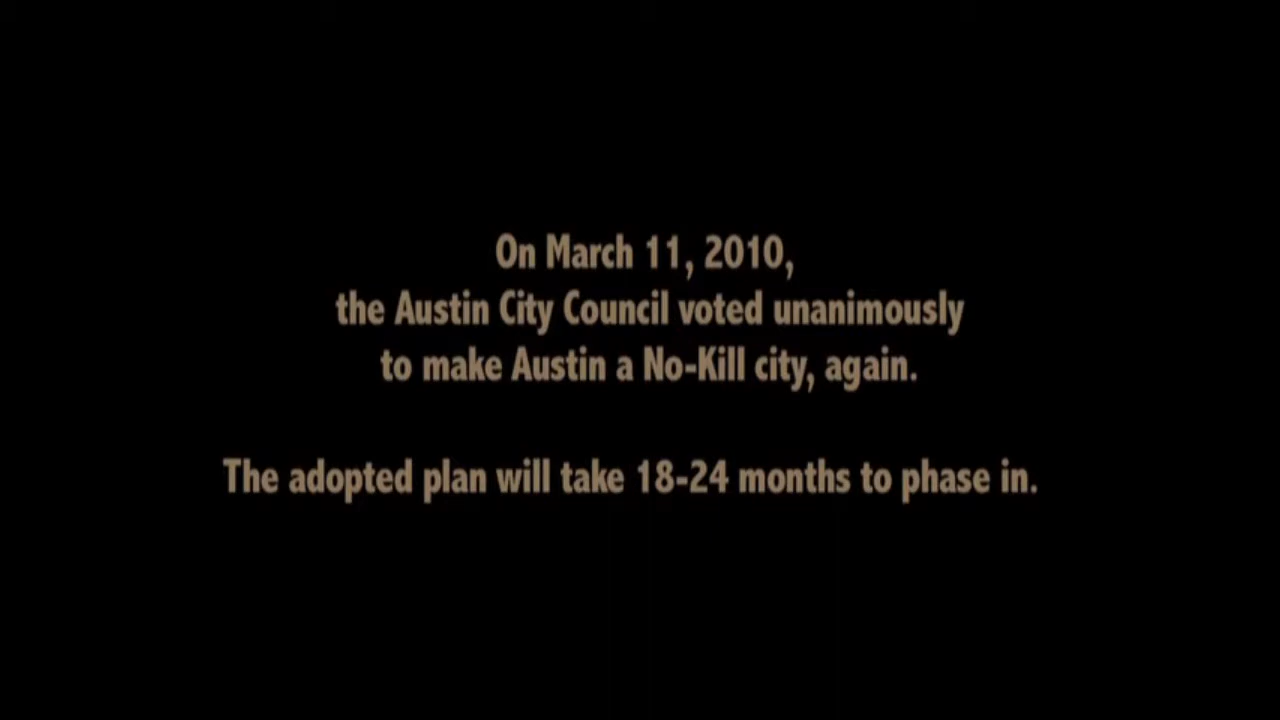 On March 11, 2010,
the Austin City Council voted unanimously
to make Austin a No-Kill city, again.
The adopted plan will take 18-24 months to phase in.